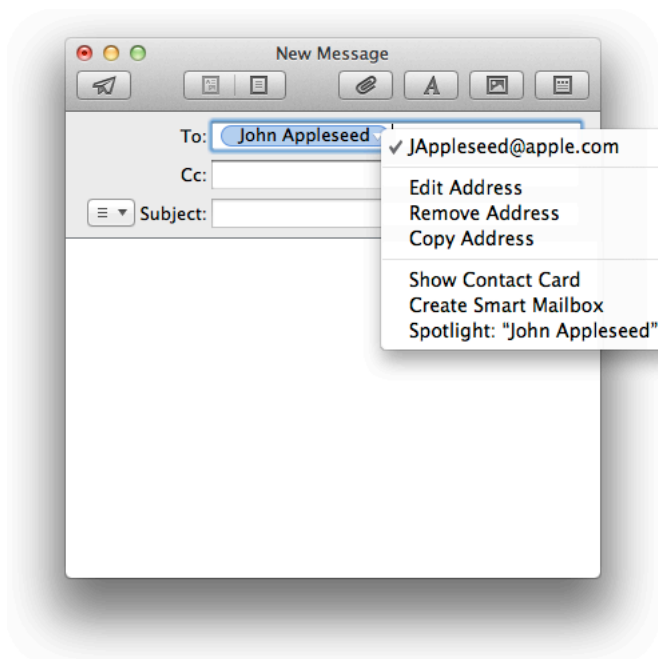 New Message
To: John Appleseed
✓ JAppleseed@apple.com
Cc:
Edit Address
Remove Address
Subject:
Copy Address
Show Contact Card
Create Smart Mailbox
Spotlight: “John Appleseed”